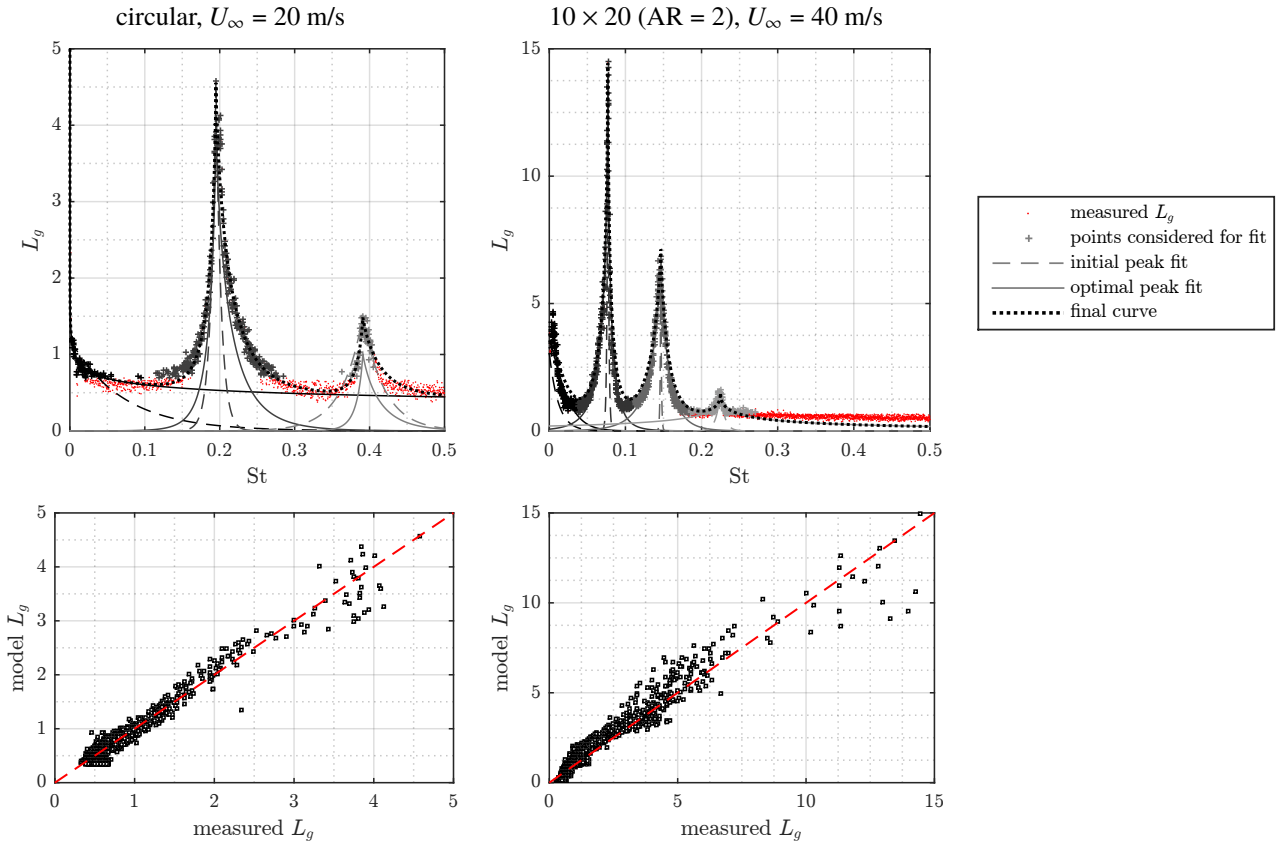 circular, U∞ = 20 m/s
10 × 20 (AR = 2), U∞ = 40 m/s
5
4
3
2
1
0
L_g
0
0.1
0.2
0.3
0.4
0.5
St
15
10
5
0
L_g
0
0.1
0.2
0.3
0.4
0.5
St
measured L_g
points considered for fit
initial peak fit
optimal peak fit
final curve
5
4
3
2
1
0
model L_g
0
1
2
3
4
5
measured L_g
15
10
5
0
model L_g
0
5
10
15
measured L_g